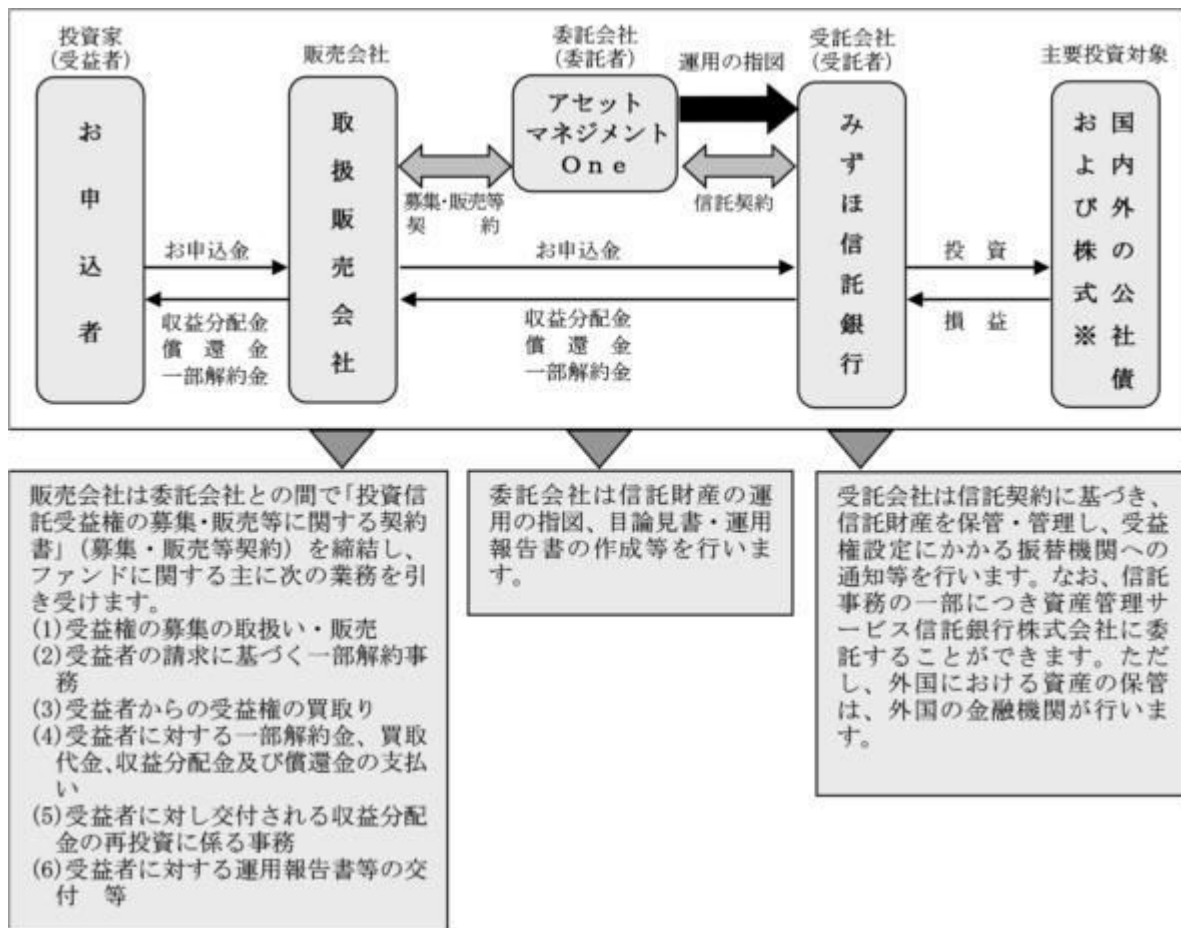 投資家
(受益者)
販売会社
委託会社
(委託者)
運用の指図
受託会社
(受託者)
主要投資対象
お申込者
取扱販売会社
アセット
マネジメント
One
みずほ信託銀行
国内外の公社債
および株式※
募集・販売等
契約
信託契約
お申込金
お申込金
投資
収益分配金
償還金
一部解約金
収益分配金
償還金
一部解約金
損益
販売会社は委託会社との間で「投資信
託受益権の募集・販売等に関する契約
書」(募集・販売等契約)を締結し、
ファンドに関する主に次の業務を引
き受けます。
(1)受益権の募集の取扱い・販売
(2)受益者の請求に基づく一部解約事
務
(3)受益者からの受益権の買取り
(4)受益者に対する一部解約金、買取
代金、収益分配金及び償還金の支払
い
(5)受益者に対し交付される収益分配
金の再投資に係る事務
(6)受益者に対する運用報告書等の交
付 等
委託会社は信託財産の運
用の指図、目論見書・運用
報告書の作成等を行いま
す。
受託会社は信託契約に基づき、
信託財産を保管・管理し、受益
権設定にかかる振替機関への
通知等を行います。なお、信託
事務の一部につき資産管理サ
ービス信託銀行株式会社に委
託することができます。ただ
し、外国における資産の保管
は、外国の金融機関が行いま
す。